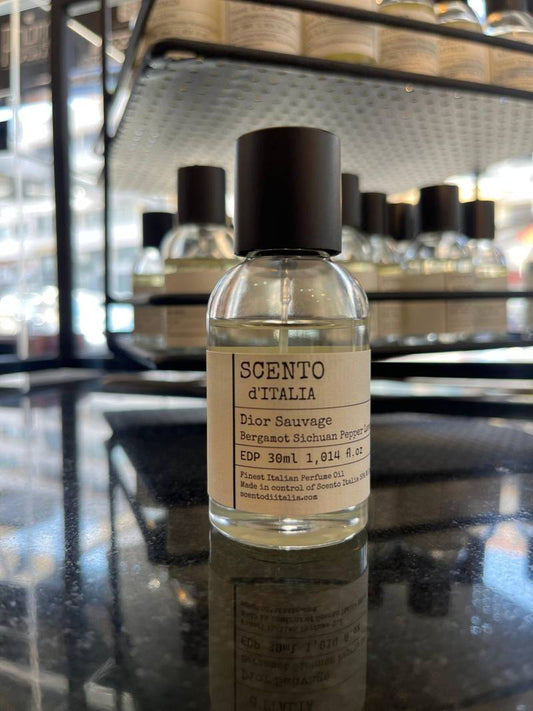 SCENTO
d'ITALIA
Dior Sauvage
Bergamot Sichuan Pepper
EDP 30ml 1,014 fl.oz
Finest Italian Perfume Oil
Made in control of Scento Italia
scentodiitalia.com